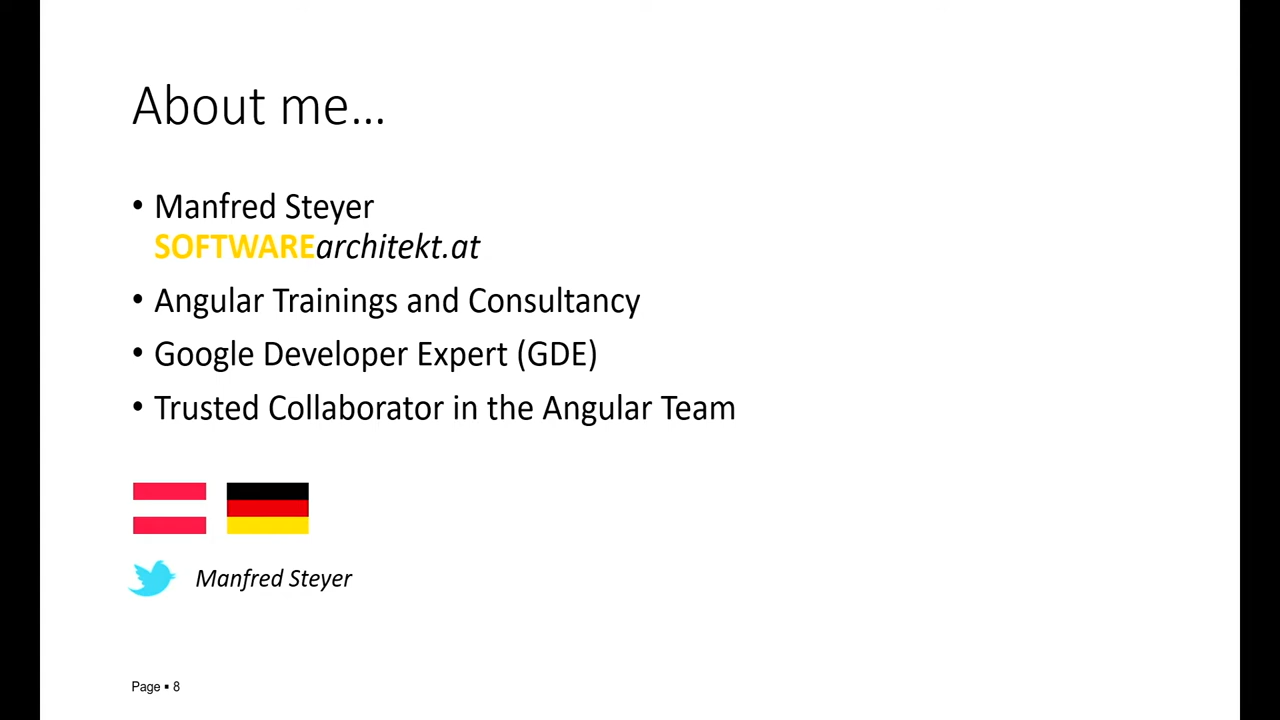 About me...
• Manfred Steyer
SOFTWAREarchitekt.at
• Angular Trainings and Consultancy
• Google Developer Expert (GDE)
• Trusted Collaborator in the Angular Team
Manfred Steyer
Page ▪ 8